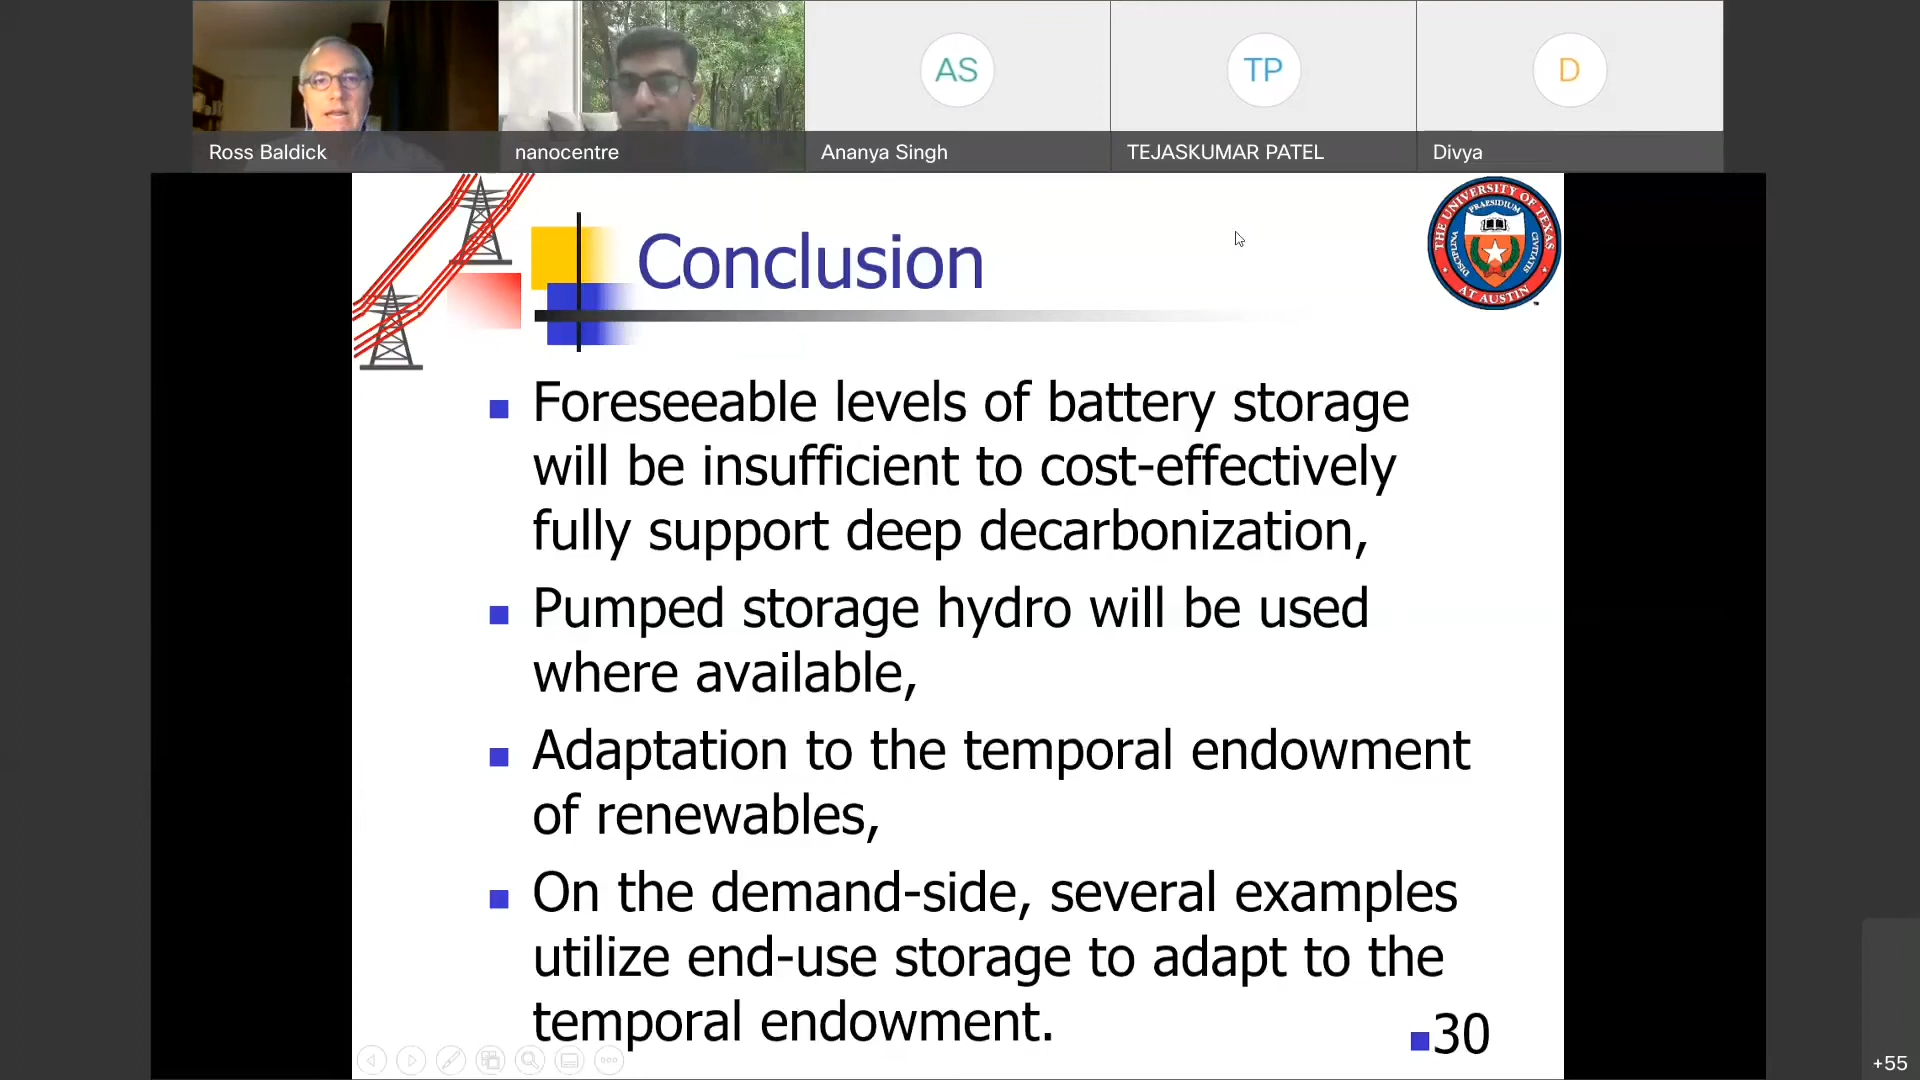 AS
TP
D
Ross Baldick
nanocentre
Ananya Singh
TEJASKUMAR PATEL
Divya
THE UNIVERSITY OF TEXAS
PRAESIDIUM
DISCIPLINA
CIVITATIS
AT AUSTIN
Conclusion
Foreseeable levels of battery storage
will be insufficient to cost-effectively
fully support deep decarbonization,
Pumped storage hydro will be used
where available,
Adaptation to the temporal endowment
of renewables,
On the demand-side, several examples
utilize end-use storage to adapt to the
temporal endowment.
30
+55